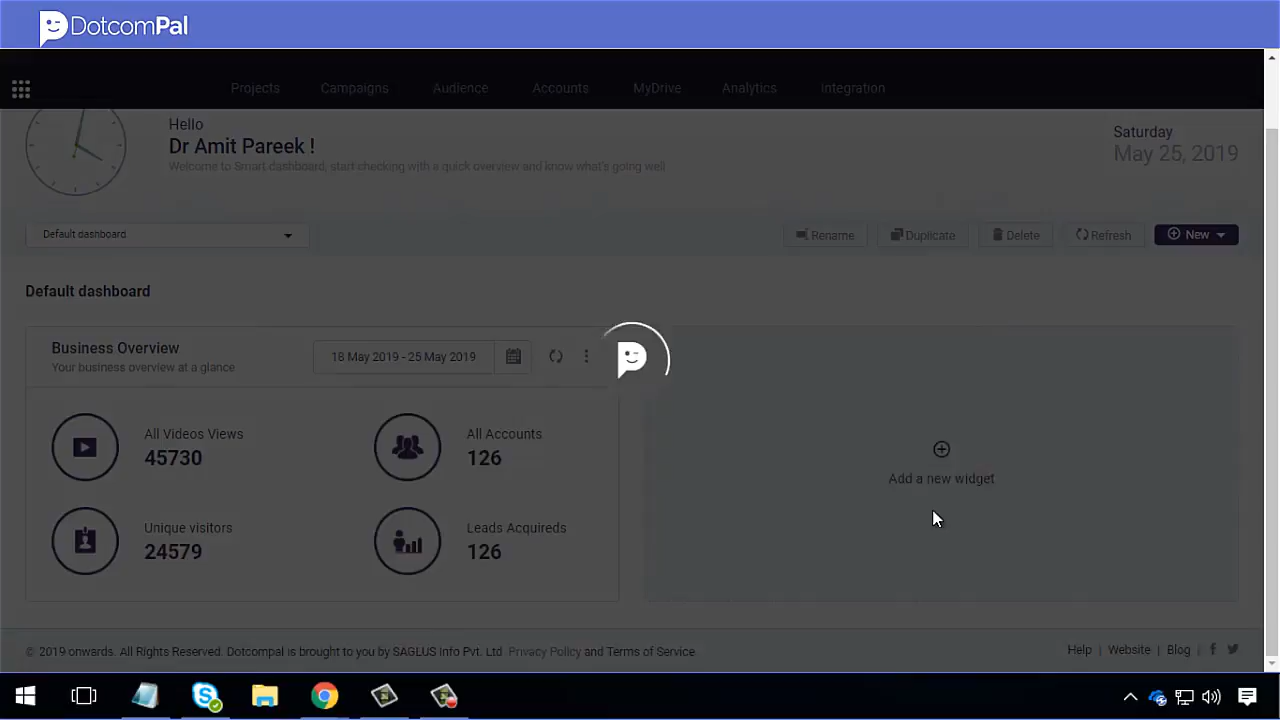 DotcomPal
Projects Campaigns Audience Accounts MyDrive Analytics Integration
Hello
Dr Amit Pareek !
Welcome to Smart dashboard, start checking with a quick overview and know what's going well
Saturday
May 25, 2019
Default dashboard
Rename Duplicate Delete Refresh New
Default dashboard
Business Overview
Your business overview at a glance
18 May 2019 - 25 May 2019
All Videos Views
45730
All Accounts
126
Unique visitors
24579
Leads Acquireds
126
Add a new widget
© 2019 onwards. All Rights Reserved. Dotcompal is brought to you by SAGLUS Info Pvt. Ltd Privacy Policy and Terms of Service
Help | Website | Blog |